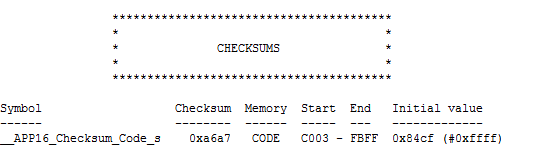 ****************************************
*                                      *
*              CHECKSUMS               *
*                                      *
****************************************
Symbol                   Checksum  Memory  Start   End   Initial value
------                   --------  ------  -----   ---   -------------
__APP16_Checksum_Code_s    0xa6a7   CODE   C003 - FBFF   0x84cf (#0xffff)